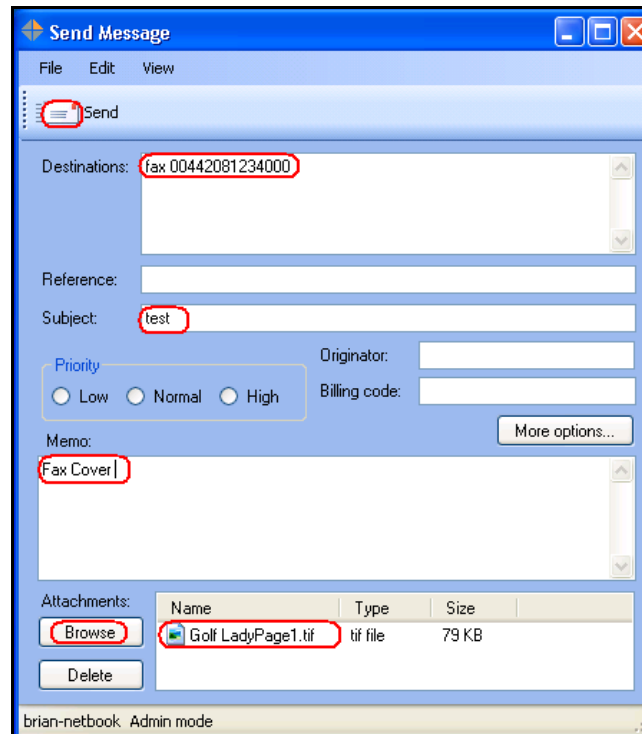 Send Message
File Edit View
Send
Destinations: fax 00442081234000
Reference:
Subject: test
Priority
Low Normal High
Originator:
Billing code:
More options...
Memo:
Fax Cover
Attachments:
Browse
Delete
Name Type Size
Golf LadyPage1.tif tif file 79 KB
brian-netbook Admin mode